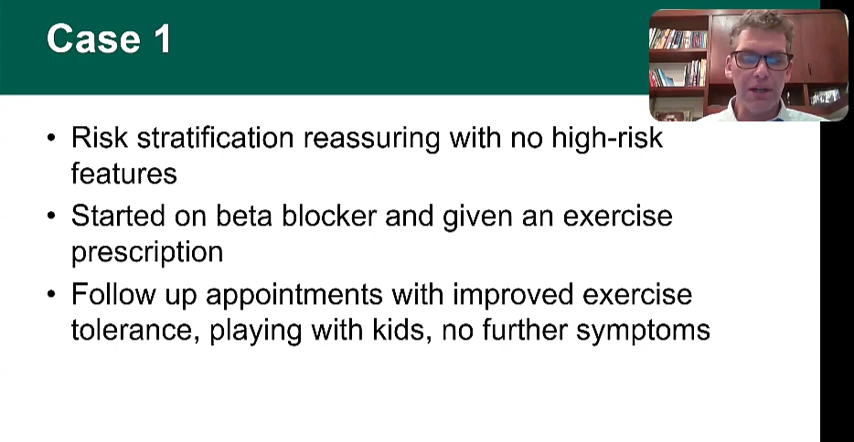 Case 1
• Risk stratification reassuring with no high-risk
features
• Started on beta blocker and given an exercise
prescription
• Follow up appointments with improved exercise
tolerance, playing with kids, no further symptoms